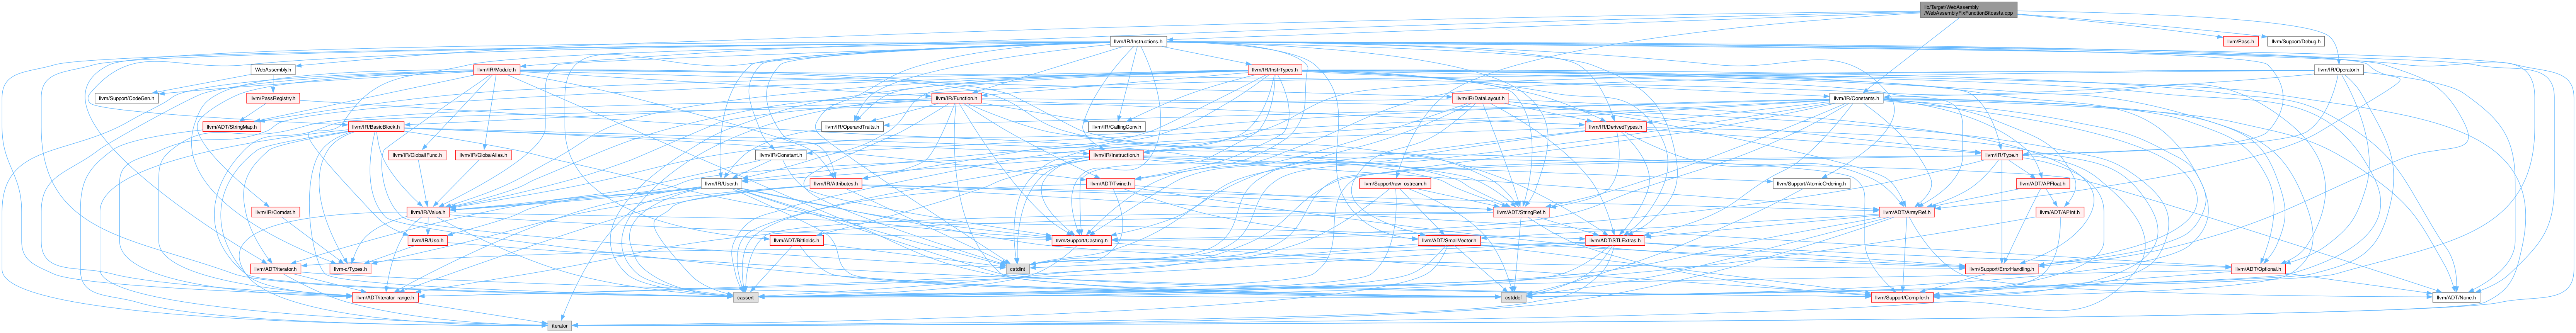 lib/Target/WebAssembly
/WebAssemblyFixFunctionBitcasts.cpp
llvm/IR/Instructions.h
llvm/Pass.h
llvm/Support/Debug.h
WebAssembly.h
llvm/IR/Module.h
llvm/IR/InstrTypes.h
llvm/IR/Operator.h
llvm/Support/CodeGen.h
llvm/PassRegistry.h
llvm/IR/Function.h
llvm/IR/DataLayout.h
llvm/IR/Constants.h
llvm/ADT/StringMap.h
llvm/IR/BasicBlock.h
llvm/IR/OperandTraits.h
llvm/IR/CallingConv.h
llvm/IR/DerivedTypes.h
llvm/IR/GlobalIFunc.h
llvm/IR/GlobalAlias.h
llvm/IR/Constant.h
llvm/IR/Instruction.h
llvm/IR/Type.h
llvm/IR/User.h
llvm/IR/Attributes.h
llvm/ADT/Twine.h
llvm/Support/raw_ostream.h
llvm/Support/AtomicOrdering.h
llvm/ADT/APFloat.h
llvm/IR/Comdat.h
llvm/IR/Value.h
llvm/ADT/StringRef.h
llvm/ADT/ArrayRef.h
llvm/ADT/APInt.h
llvm/IR/Use.h
llvm/ADT/Bitfields.h
llvm/Support/Casting.h
llvm/ADT/SmallVector.h
llvm/ADT/STLExtras.h
llvm/ADT/iterator.h
llvm-c/Types.h
cstdint
llvm/Support/ErrorHandling.h
llvm/ADT/Optional.h
llvm/ADT/iterator_range.h
cassert
cstddef
llvm/Support/Compiler.h
llvm/ADT/None.h
iterator